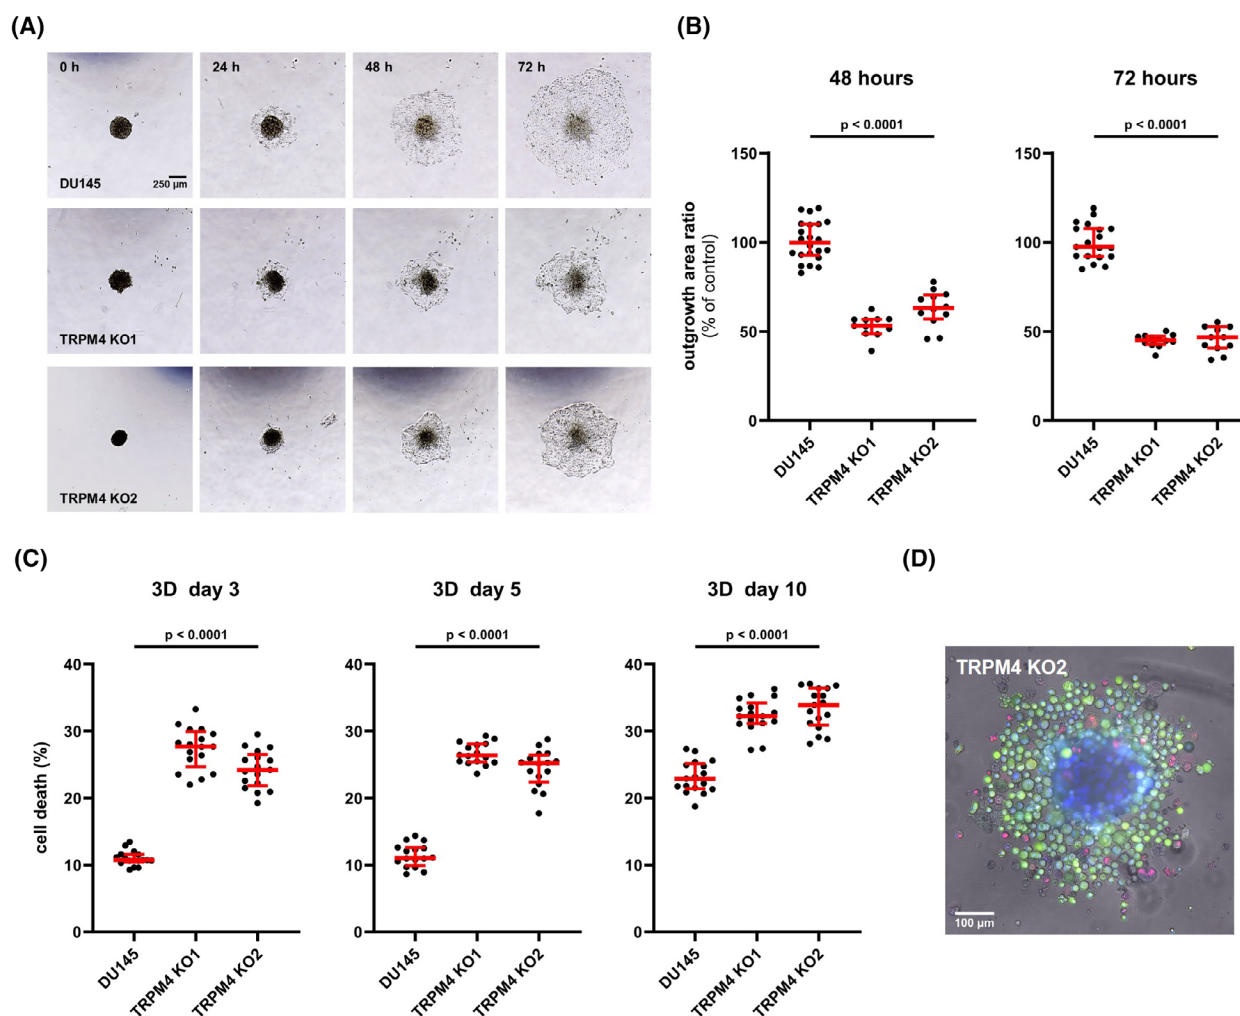 (A)
0 h
24 h
48 h
72 h
DU145
250 µm
TRPM4 KO1
TRPM4 KO2
(B)
48 hours
72 hours
p < 0.0001
p < 0.0001
outgrowth area ratio
(% of control)
150
100
50
0
150
100
50
0
DU145
TRPM4 KO1
TRPM4 KO2
DU145
TRPM4 KO1
TRPM4 KO2
(C)
3D day 3
3D day 5
3D day 10
p < 0.0001
p < 0.0001
p < 0.0001
cell death (%)
40
30
20
10
0
40
30
20
10
0
40
30
20
10
0
DU145
TRPM4 KO1
TRPM4 KO2
DU145
TRPM4 KO1
TRPM4 KO2
DU145
TRPM4 KO1
TRPM4 KO2
(D)
TRPM4 KO2
100 µm